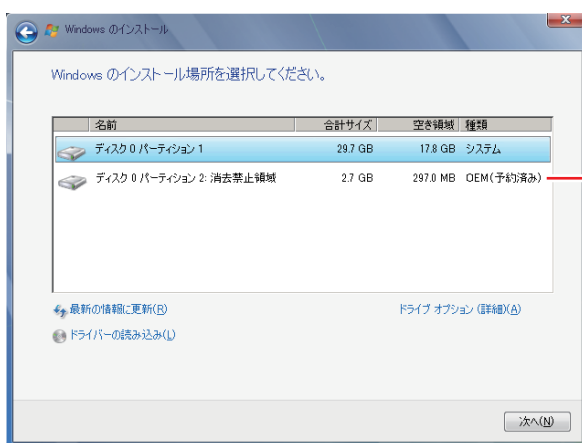 Windows のインストール
Windows のインストール場所を選択してください。
名前 合計サイズ 空き領域 種類
ディスク 0 パーティション 1 29.7 GB 17.8 GB システム
ディスク 0 パーティション 2: 消去禁止領域 2.7 GB 297.0 MB OEM(予約済み)
最新の情報に更新(R) ドライブ オプション (詳細)(A)
ドライバーの読み込み(L)
次へ(N)